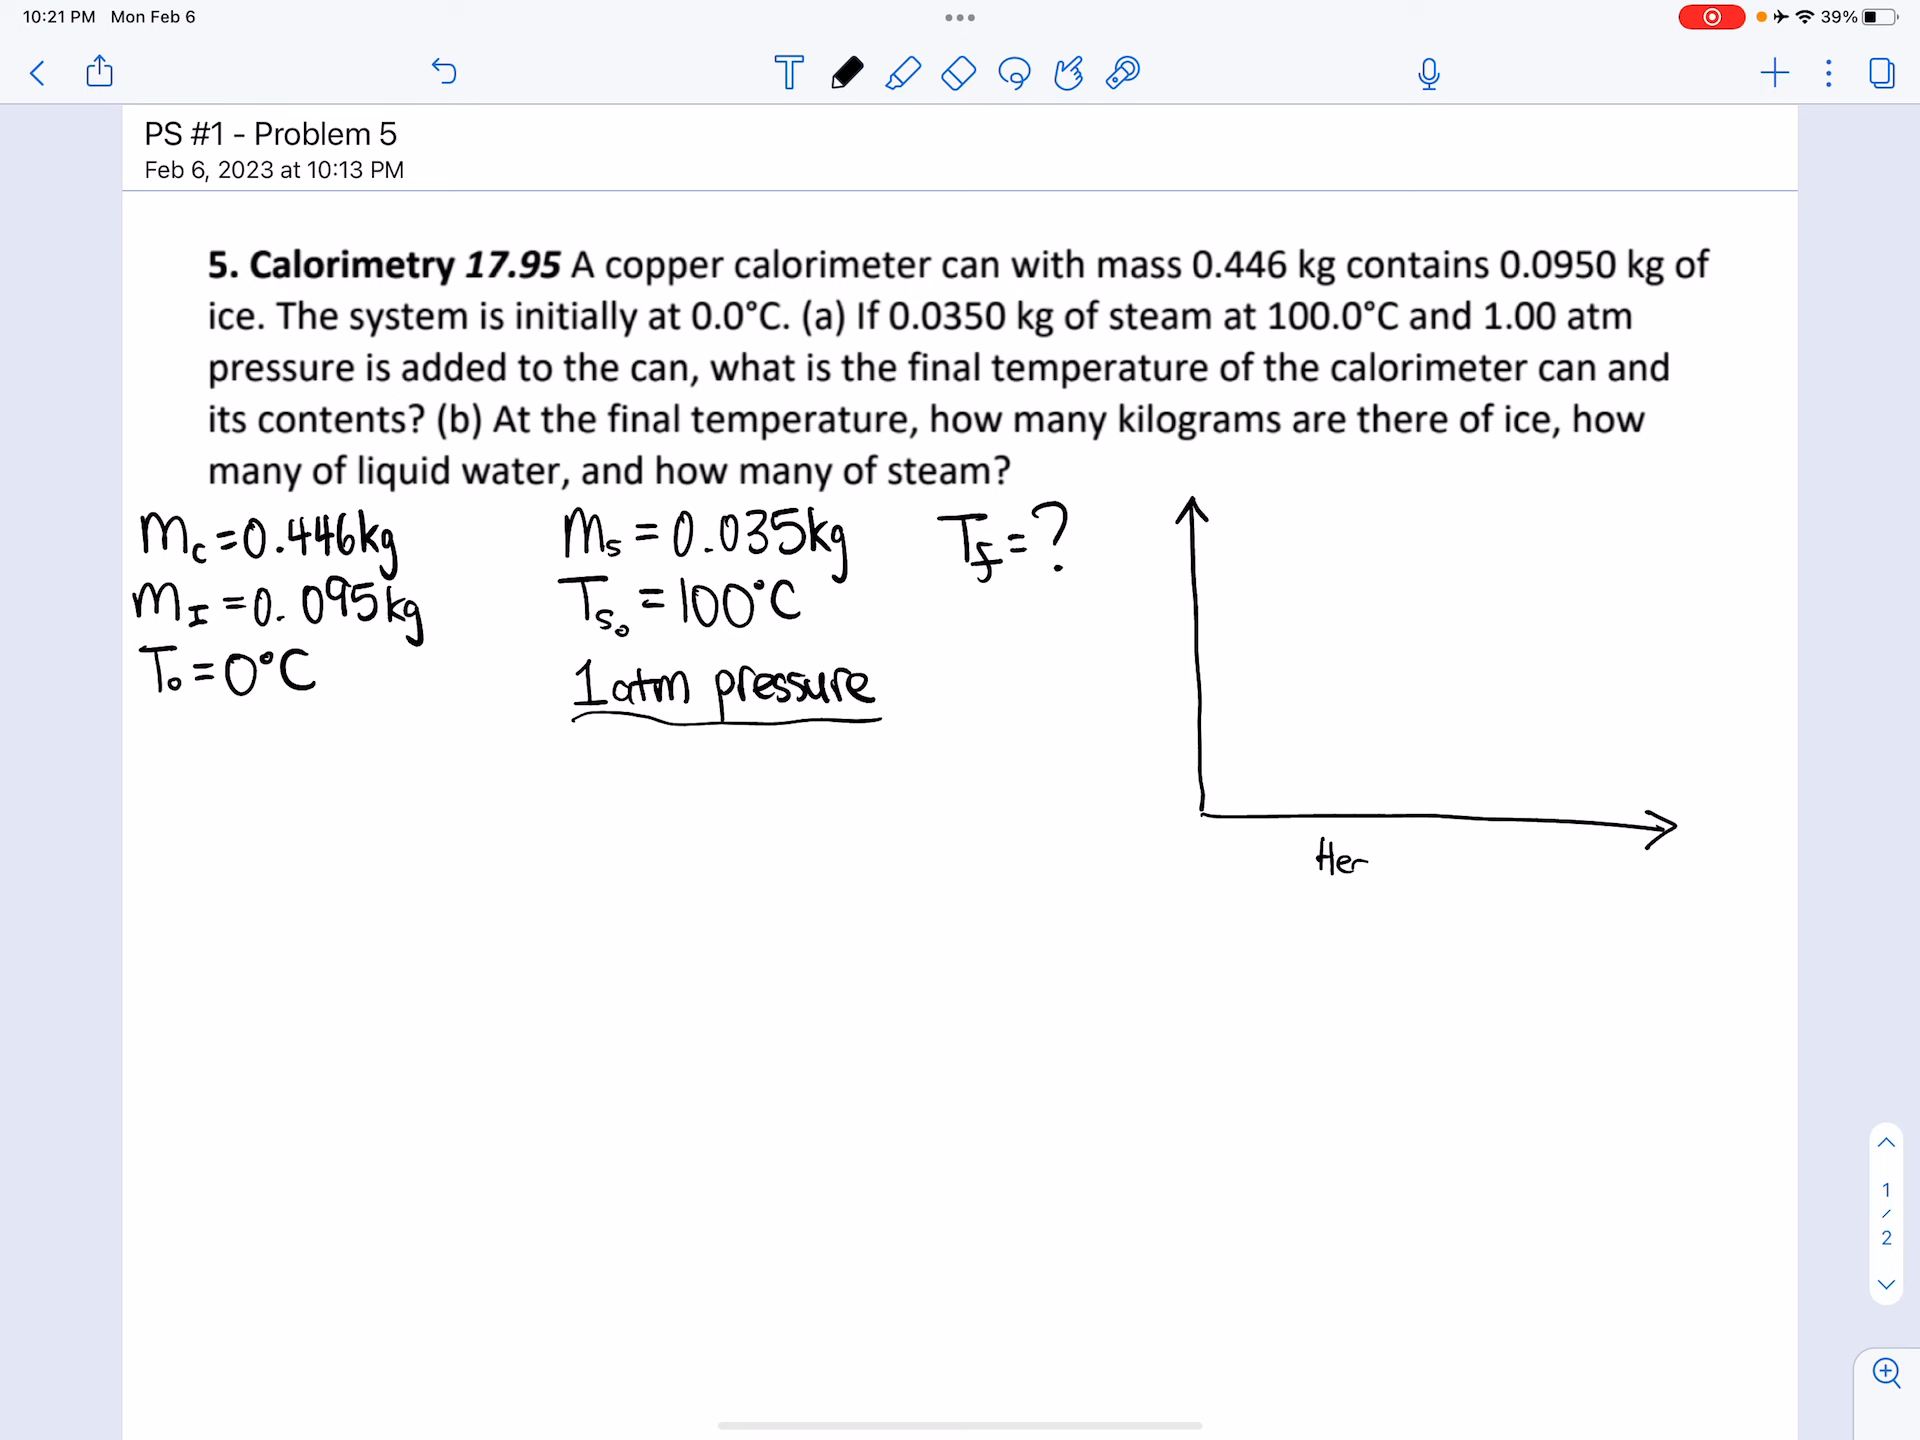 10:21 PM Mon Feb 6
39%
PS #1 - Problem 5
Feb 6, 2023 at 10:13 PM
5. Calorimetry 17.95 A copper calorimeter can with mass 0.446 kg contains 0.0950 kg of
ice. The system is initially at 0.0°C. (a) If 0.0350 kg of steam at 100.0°C and 1.00 atm
pressure is added to the can, what is the final temperature of the calorimeter can and
its contents? (b) At the final temperature, how many kilograms are there of ice, how
many of liquid water, and how many of steam?
mc = 0.446kg
mI = 0.095kg
T₀ = 0°C
ms = 0.035kg
Ts₀ = 100°C
1 atm pressure
Tf = ?
Her
1
/
2